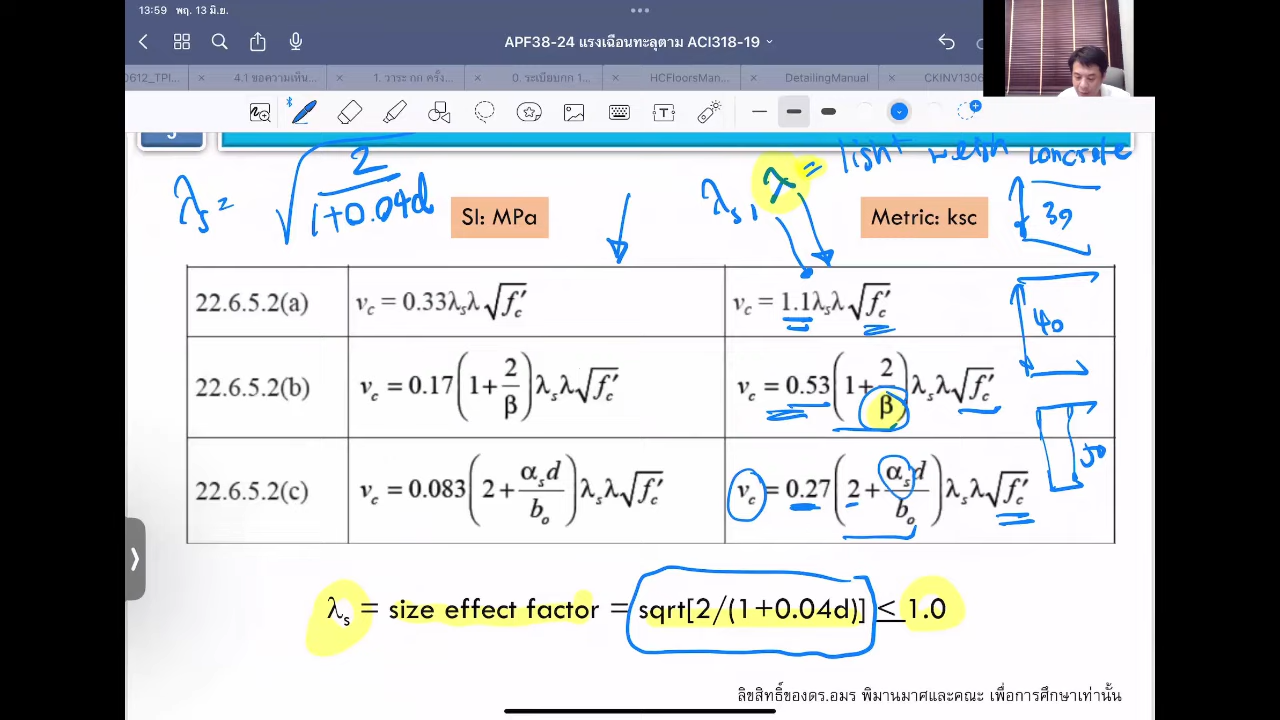 13:59 พฤ. 13 มิ.ย.
APF38-24 แรงเฉือนทะลุตาม ACI318-19
0612_TPI...
4.1 ขอความเห็น...
1. วาระ กก ครั้ง...
0. ระเบียบกก 1...
HCFloorsMan...
DetailingManual
CKINV1306
λs = √(2/(1+0.04d))
SI: MPa
λs, λ = light weigh concrete
Metric: ksc
39
22.6.5.2(a) vc = 0.33λsλ√f'c vc = 1.1λsλ√f'c
40
22.6.5.2(b) vc = 0.17(1+2/β)λsλ√f'c vc = 0.53(1+2/β)λsλ√f'c
50
22.6.5.2(c) vc = 0.083(2+αsd/bo)λsλ√f'c vc = 0.27(2+αsd/bo)λsλ√f'c
λs = size effect factor = sqrt[2/(1+0.04d)] ≤ 1.0
ลิขสิทธิ์ของดร.อมร พิมานมาศและคณะ เพื่อการศึกษาเท่านั้น